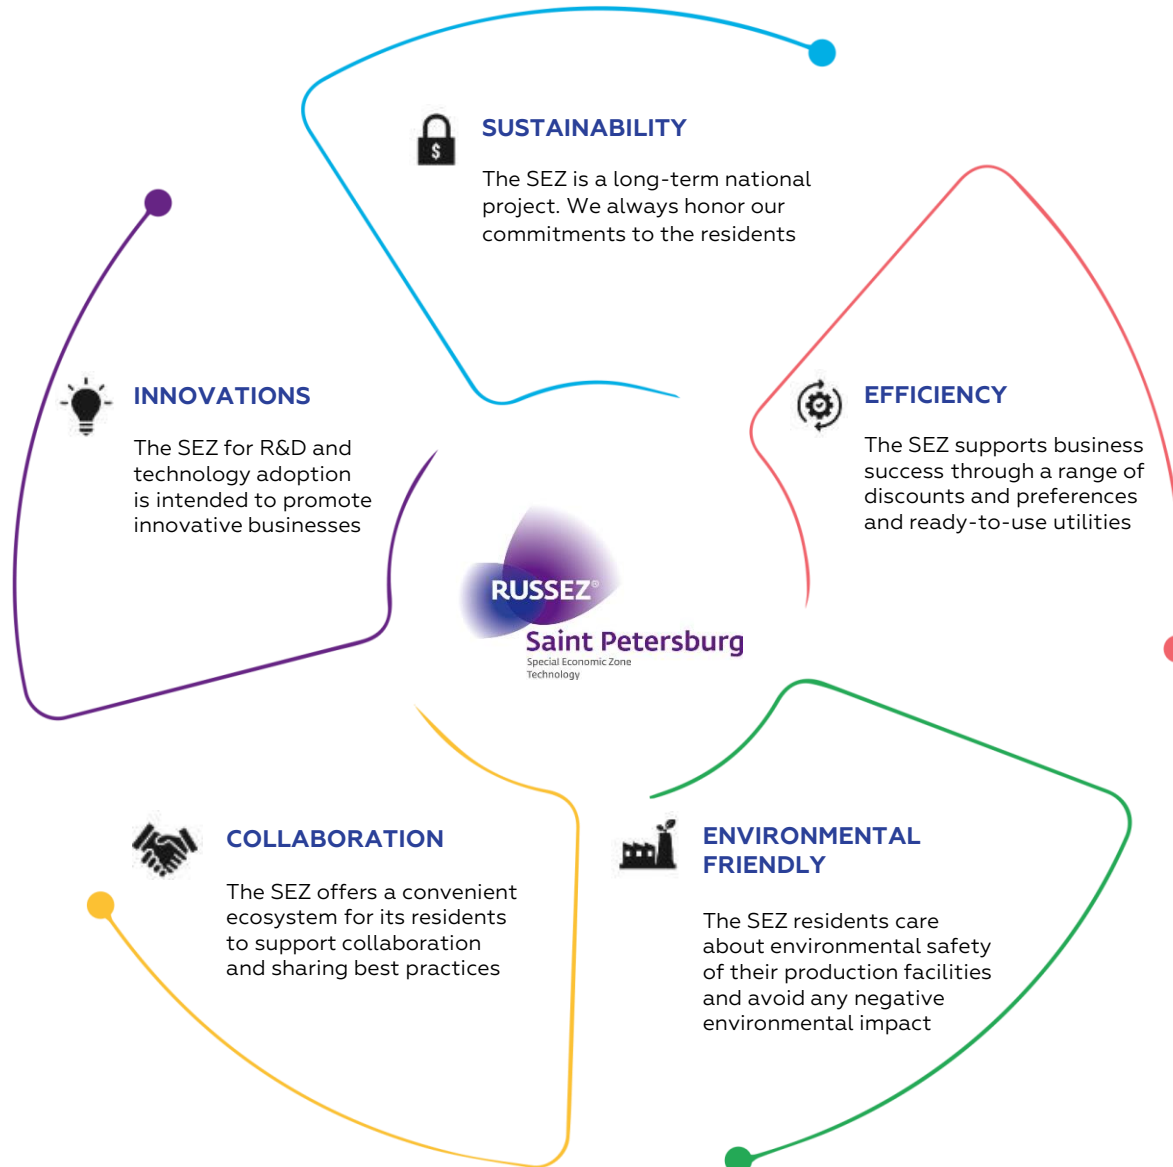 SUSTAINABILITY
$
The SEZ is a long-term national
project. We always honor our
commitments to the residents
INNOVATIONS
The SEZ for R&D and
technology adoption
is intended to promote
innovative businesses
EFFICIENCY
The SEZ supports business
success through a range of
discounts and preferences
and ready-to-use utilities
RUSSEZ®
Saint Petersburg
Special Economic Zone
Technology
COLLABORATION
The SEZ offers a convenient
ecosystem for its residents
to support collaboration
and sharing best practices
ENVIRONMENTAL
FRIENDLY
The SEZ residents care
about environmental safety
of their production facilities
and avoid any negative
environmental impact